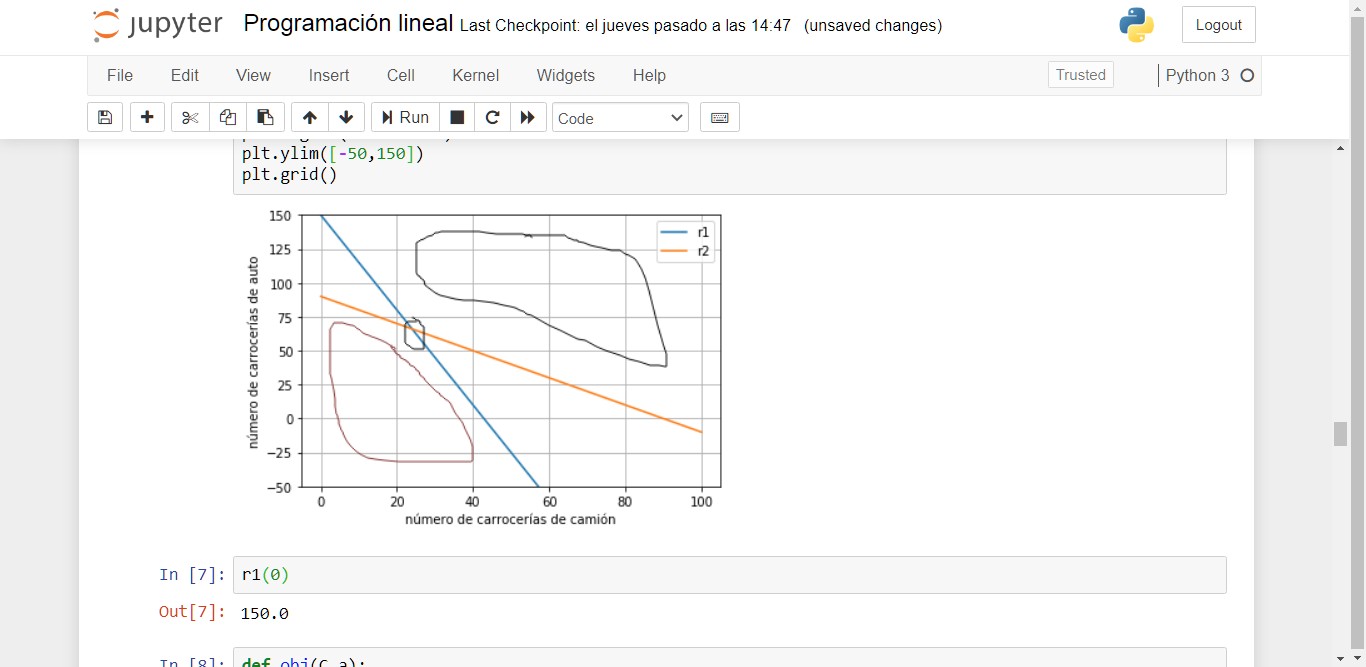 jupyter Programación lineal Last Checkpoint: el jueves pasado a las 14:47 (unsaved changes) Logout
File Edit View Insert Cell Kernel Widgets Help Trusted Python 3
Run Code
plt.ylim([-50,150])
plt.grid()
150
125
100
75
50
25
0
−25
−50
número de carrocerías de auto
r1
r2
0 20 40 60 80 100
número de carrocerías de camión
In [7]: r1(0)
Out[7]: 150.0
In [8]: def obj(C,a):